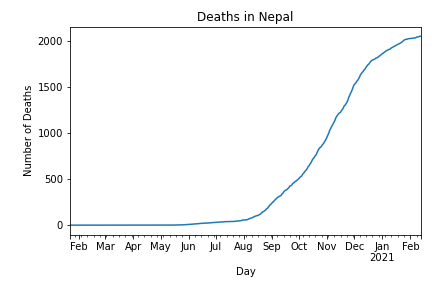 Deaths in Nepal
Number of Deaths
2000
1500
1000
500
0
Feb Mar Apr May Jun Jul Aug Sep Oct Nov Dec Jan Feb
2021
Day